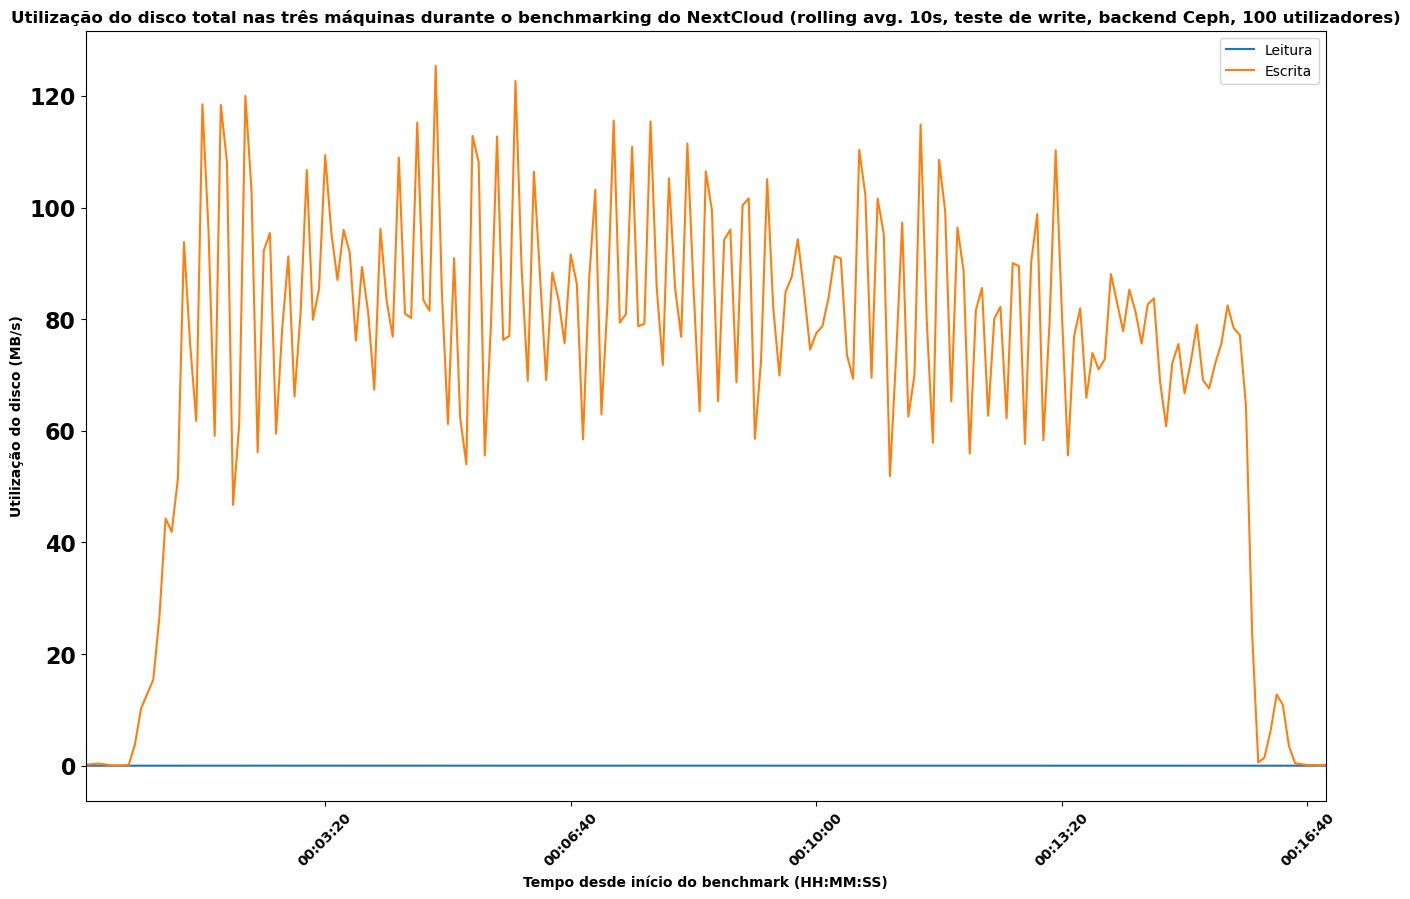 Utilização do disco total nas três máquinas durante o benchmarking do NextCloud (rolling avg. 10s, teste de write, backend Ceph, 100 utilizadores)
Leitura
Escrita
Utilização do disco (MB/s)
120
100
80
60
40
20
0
00:03:20
00:06:40
00:10:00
00:13:20
00:16:40
Tempo desde início do benchmark (HH:MM:SS)